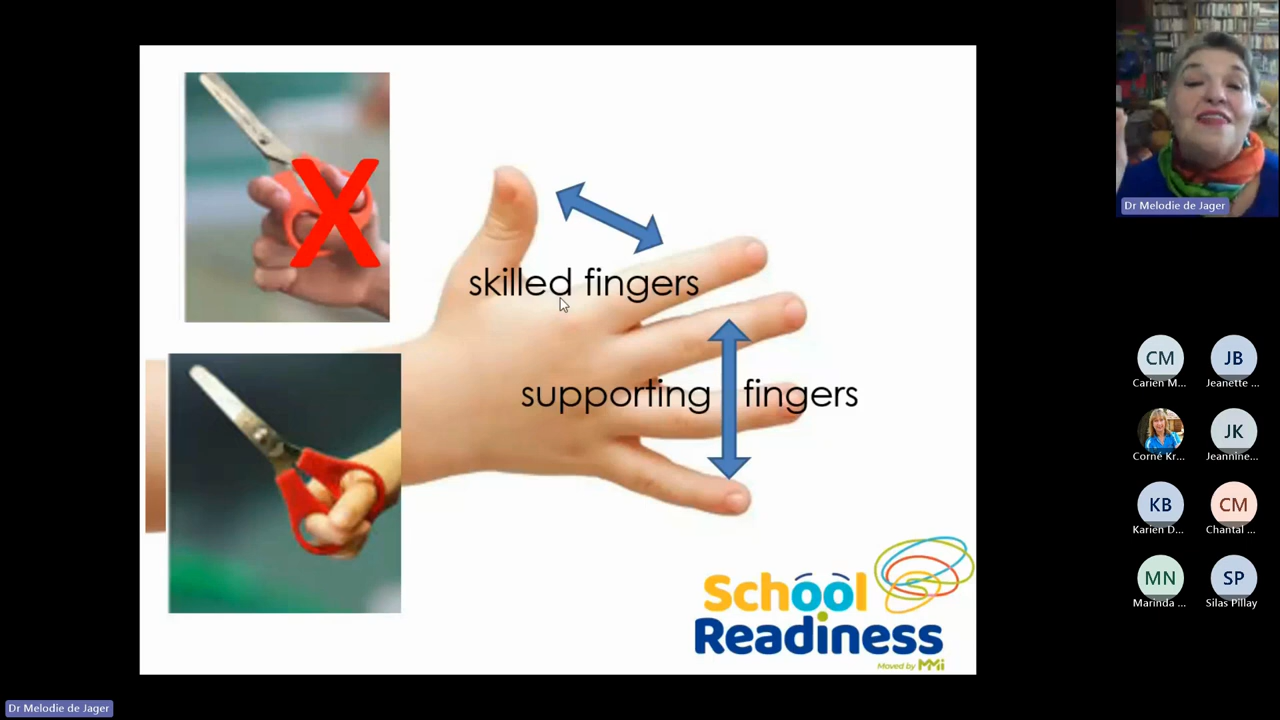 X
skilled fingers
supporting fingers
School
Readiness
Moved by MMi
Dr Melodie de Jager
CM
JB
Carien M...
Jeanette ...
JK
Corné Kr...
Jeannine...
KB
CM
Karien D...
Chantal ...
MN
SP
Marinda ...
Silas Pillay
Dr Melodie de Jager